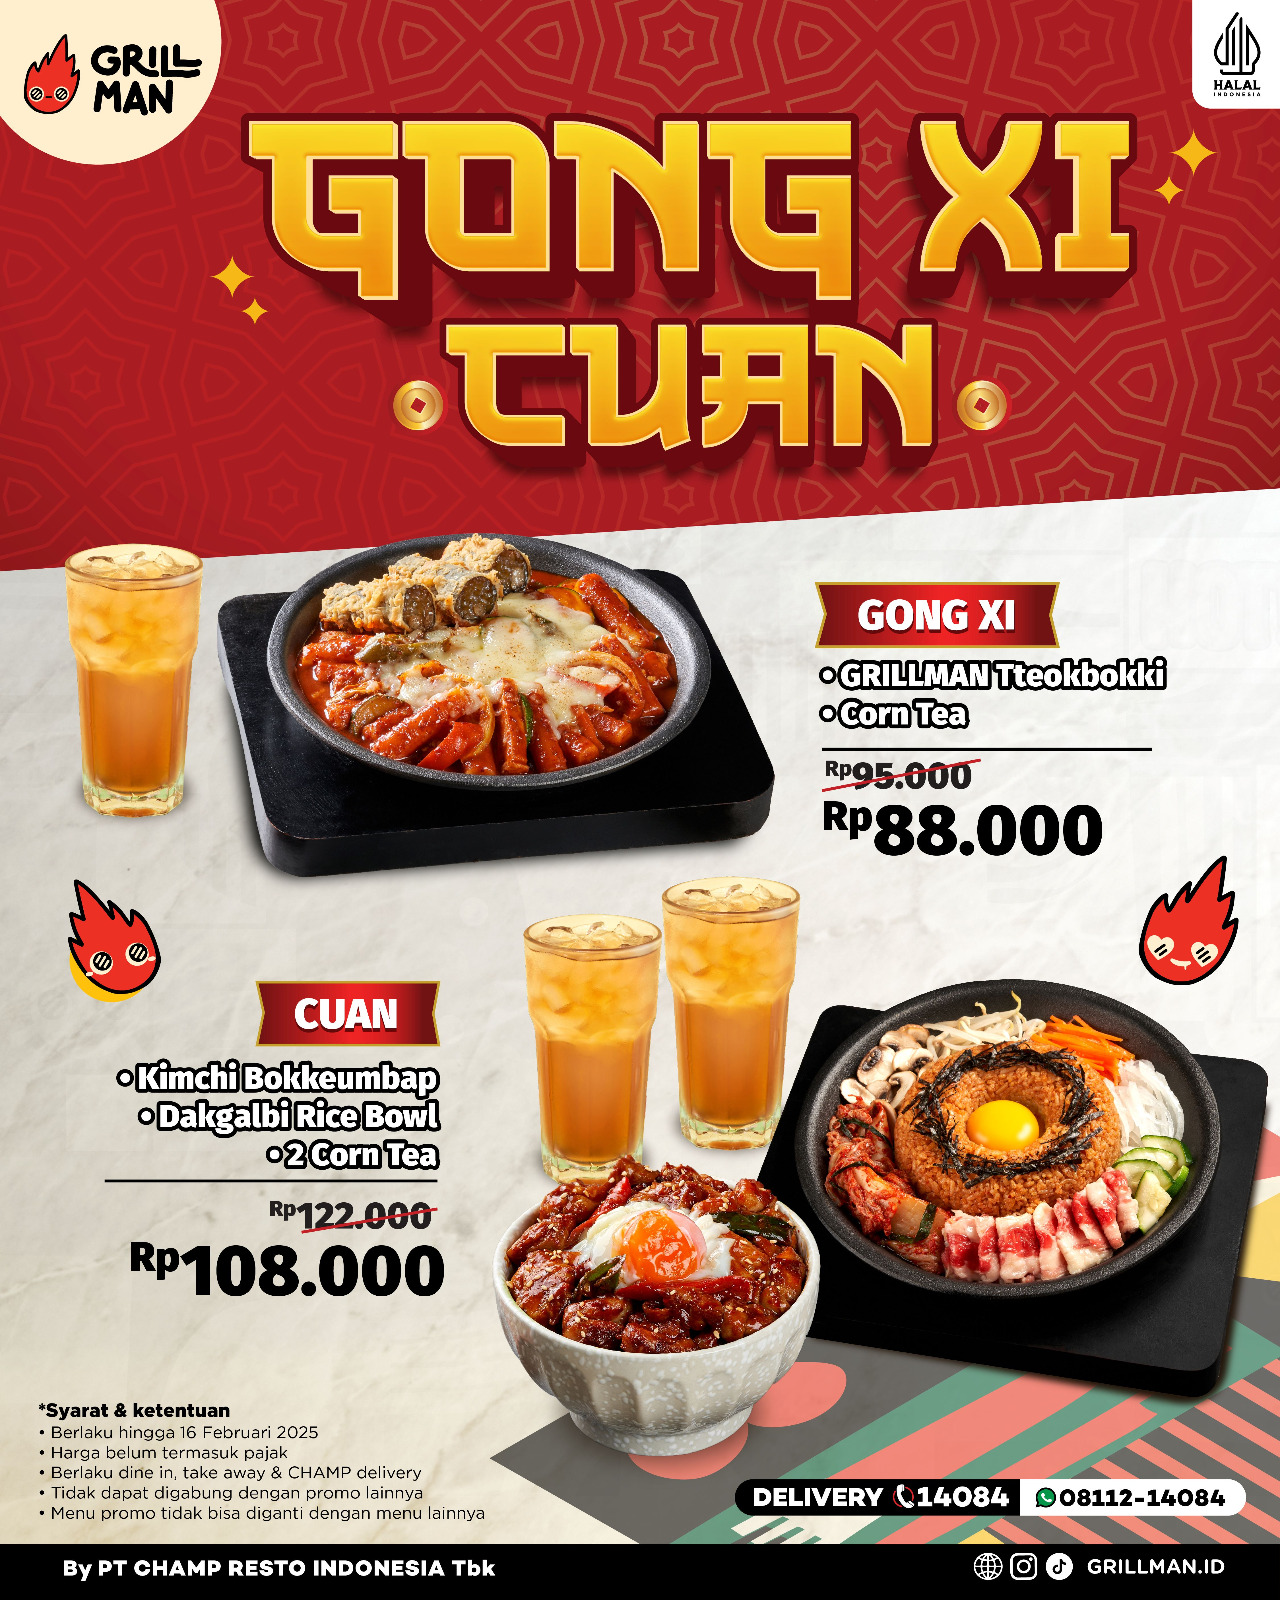 GRILL
MAN
HALAL
INDONESIA
GONG XI
CUAN
GONG XI
GRILLMAN Tteokbokki
Corn Tea
Rp95.000
Rp88.000
CUAN
Kimchi Bokkeumbap
Dakgalbi Rice Bowl
2 Corn Tea
Rp122.000
Rp108.000
*Syarat & ketentuan
• Berlaku hingga 16 Februari 2025
• Harga belum termasuk pajak
• Berlaku dine in, take away & CHAMP delivery
• Tidak dapat digabung dengan promo lainnya
• Menu promo tidak bisa diganti dengan menu lainnya
DELIVERY 14084 08112-14084
By PT CHAMP RESTO INDONESIA Tbk
GRILLMAN.ID